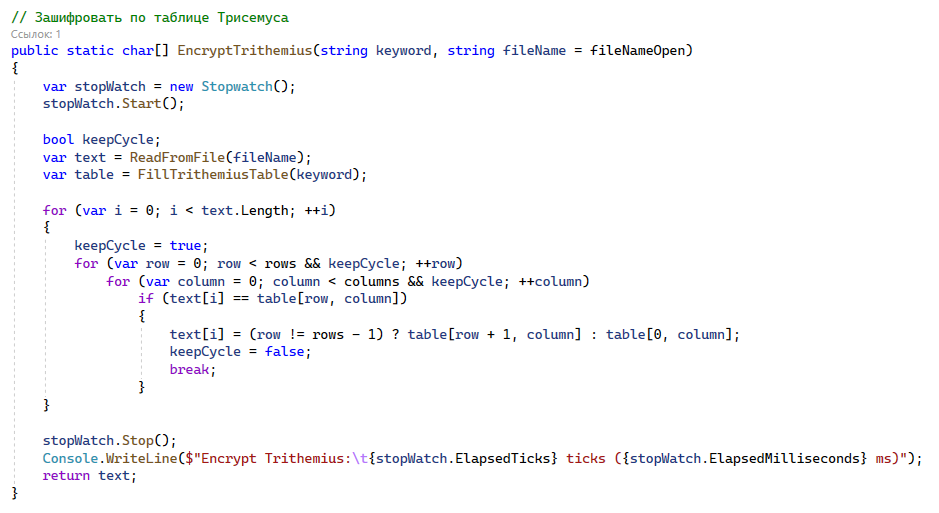 // Зашифровать по таблице Трисемуса
Ссылок: 1
public static char[] EncryptTrithemius(string keyword, string fileName = fileNameOpen)
{
    var stopWatch = new Stopwatch();
    stopWatch.Start();

    bool keepCycle;
    var text = ReadFromFile(fileName);
    var table = FillTrithemiusTable(keyword);

    for (var i = 0; i < text.Length; ++i)
    {
        keepCycle = true;
        for (var row = 0; row < rows && keepCycle; ++row)
            for (var column = 0; column < columns && keepCycle; ++column)
                if (text[i] == table[row, column])
                {
                    text[i] = (row != rows - 1) ? table[row + 1, column] : table[0, column];
                    keepCycle = false;
                    break;
                }
    }

    stopWatch.Stop();
    Console.WriteLine($"Encrypt Trithemius:\t{stopWatch.ElapsedTicks} ticks ({stopWatch.ElapsedMilliseconds} ms)");
    return text;
}